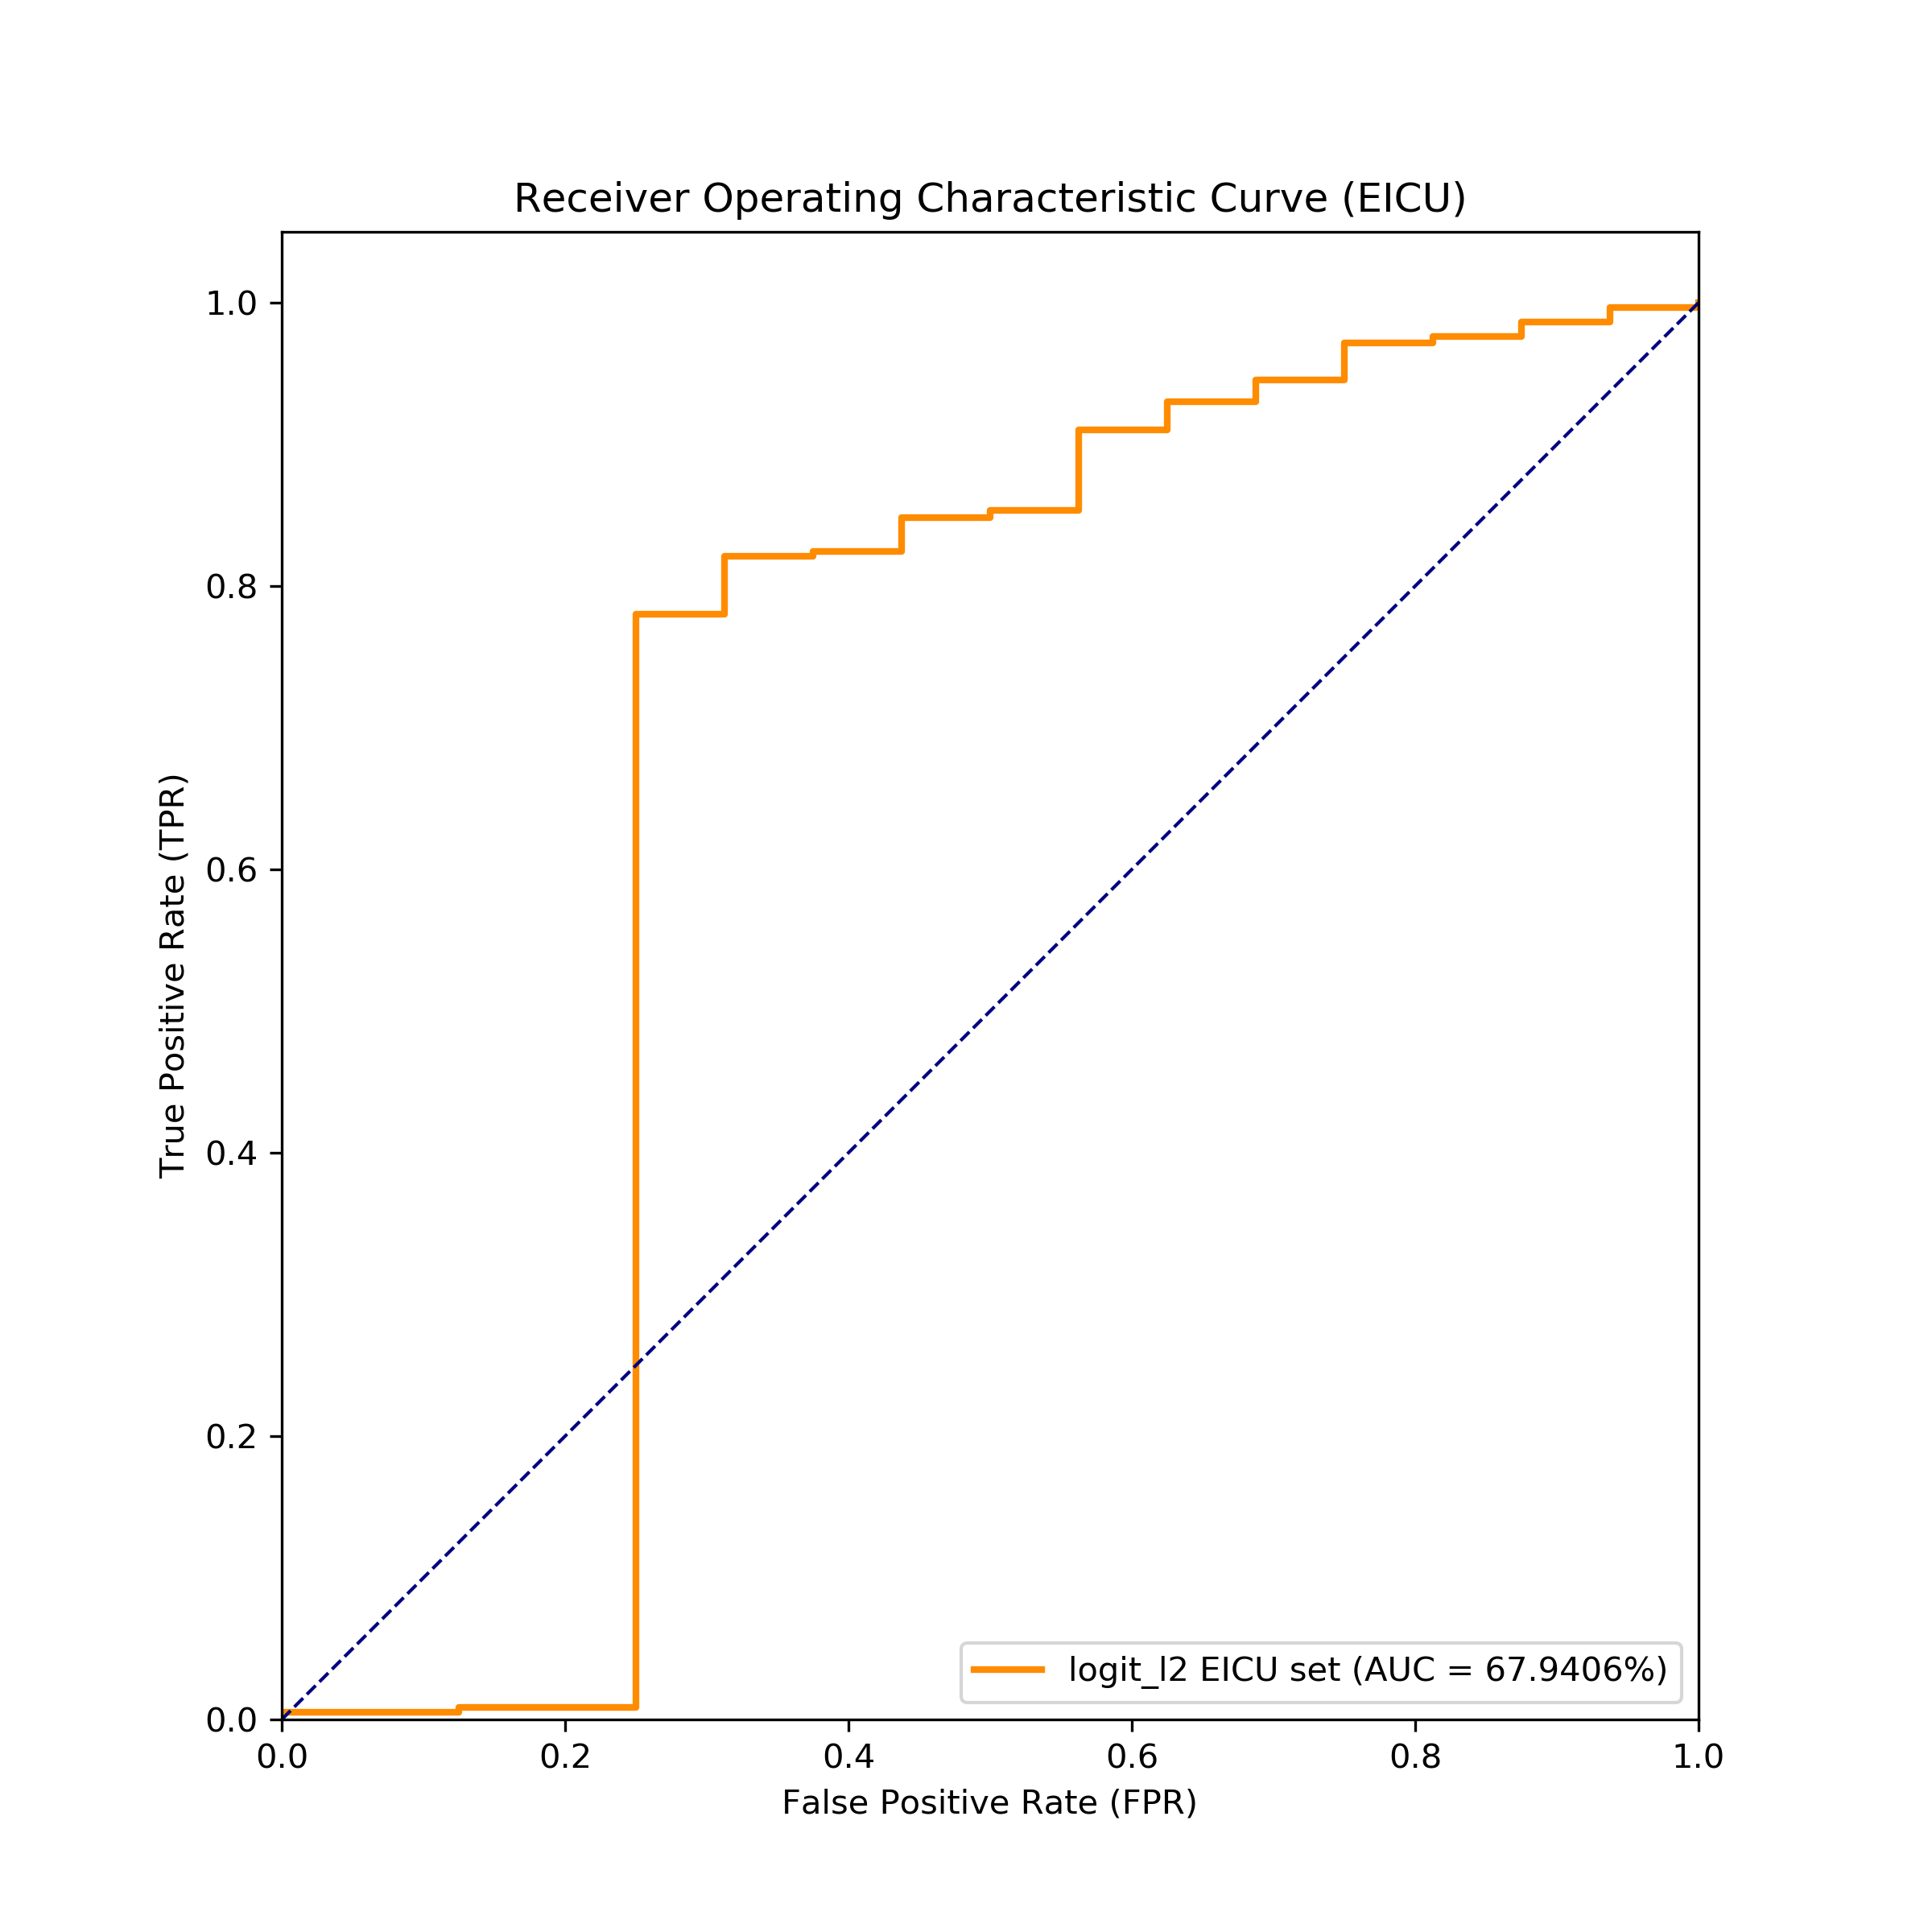 Receiver Operating Characteristic Curve (EICU)
1.0
0.8
0.6
0.4
0.2
0.0
True Positive Rate (TPR)
logit_l2 EICU set (AUC = 67.9406%)
0.0 0.2 0.4 0.6 0.8 1.0
False Positive Rate (FPR)